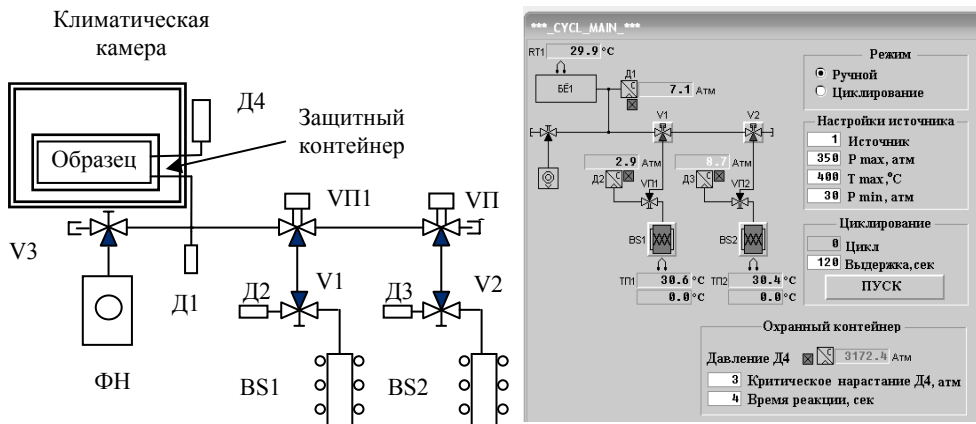 Климатическая
камера
Д4
Защитный
контейнер
Образец
VП1
VП
V3
Д1
Д2
V1
Д3
V2
ФН
BS1
BS2
***_CYCL_MAIN_***
RT1 29.9 °C
БЁ1
Д1
C
7.1 Атм
V1
V2
2.9 Атм
8.7 Атм
Д2 C
VП1
Д3 C
VП2
BS1
BS2
ТП1 30.6 °C
ТП2 30.4 °C
0.0 °C
0.0 °C
Режим
Ручной
Циклирование
Настройки источника
1 Источник
350 P max, атм
400 T max,°C
30 P min, атм
Циклирование
0 Цикл
120 Выдержка,сек
ПУСК
Охранный контейнер
Давление Д4 C 3172.4 Атм
3 Критическое нарастание Д4, атм
4 Время реакции, сек